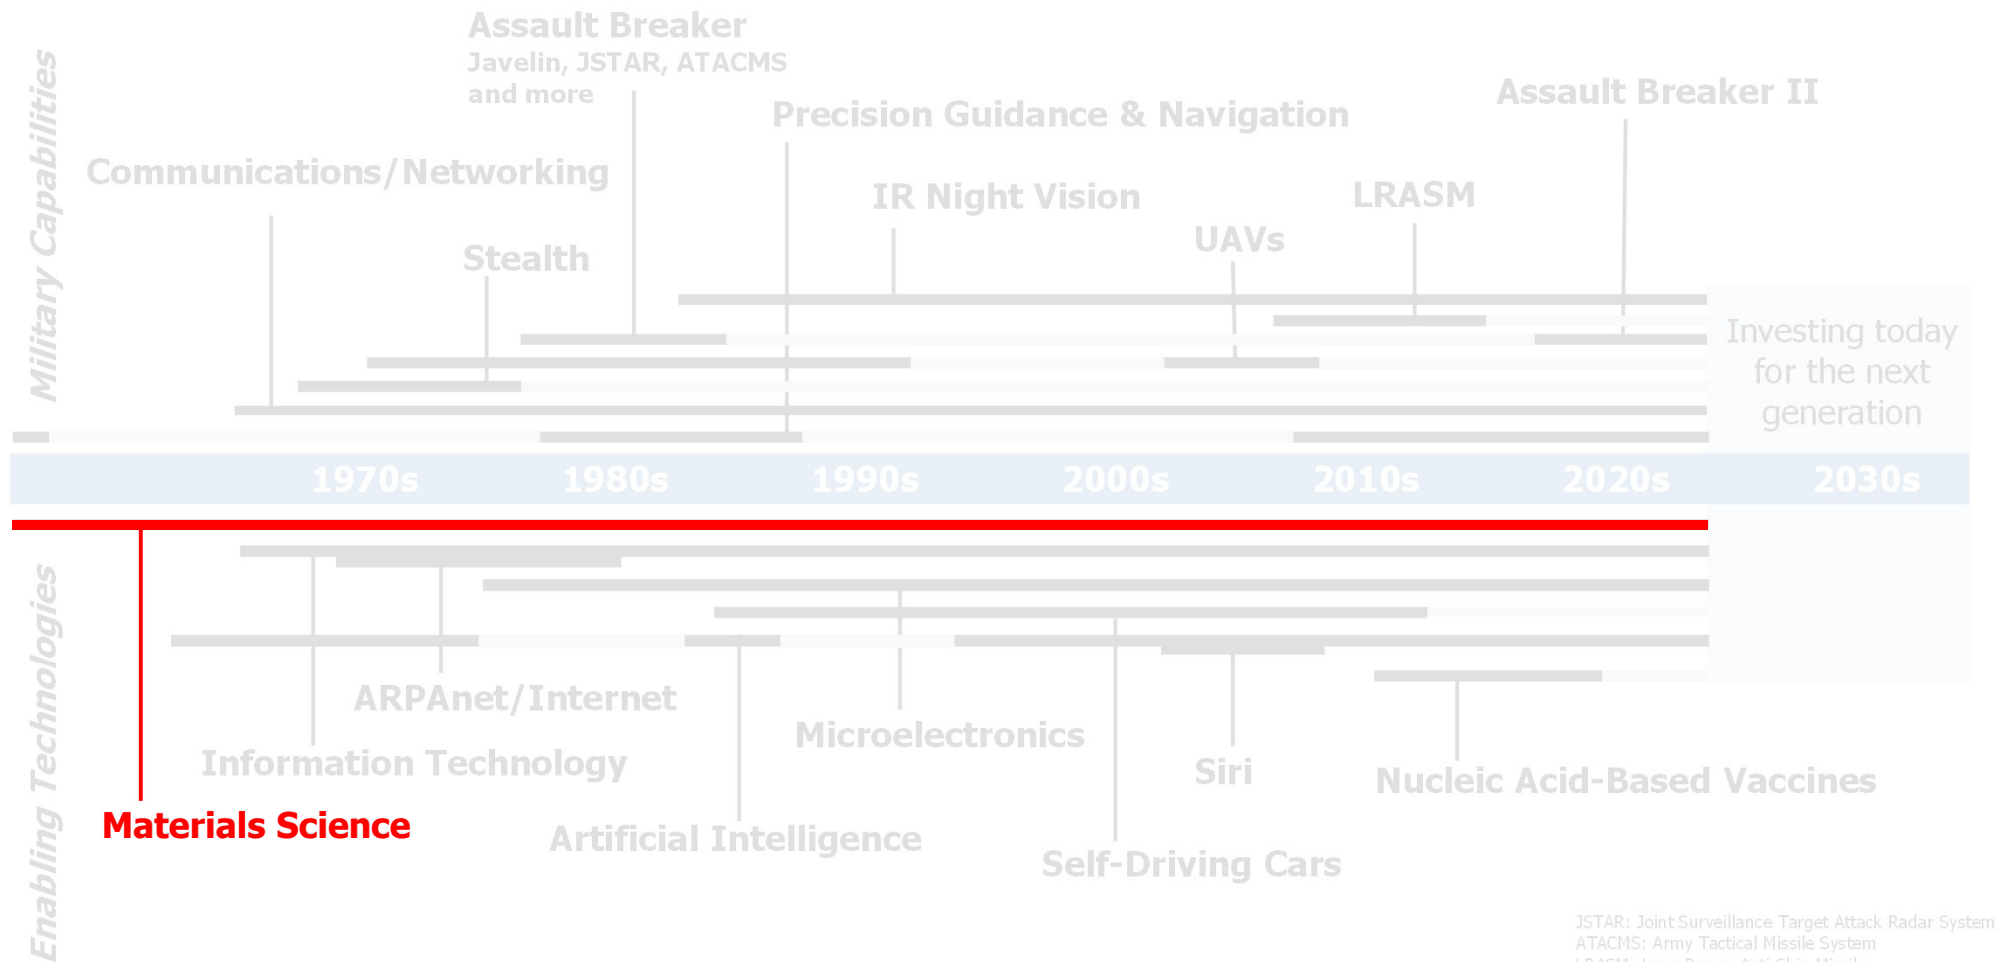 Military Capabilities
Assault Breaker
Javelin, JSTAR, ATACMS
and more
Precision Guidance & Navigation
Assault Breaker II
Communications/Networking
IR Night Vision
LRASM
UAVs
Stealth
Investing today
for the next
generation
1970s 1980s 1990s 2000s 2010s 2020s 2030s
Enabling Technologies
ARPAnet/Internet
Microelectronics
Information Technology
Siri
Nucleic Acid-Based Vaccines
Materials Science
Artificial Intelligence
Self-Driving Cars
JSTAR: Joint Surveillance Target Attack Radar System
ATACMS: Army Tactical Missile System